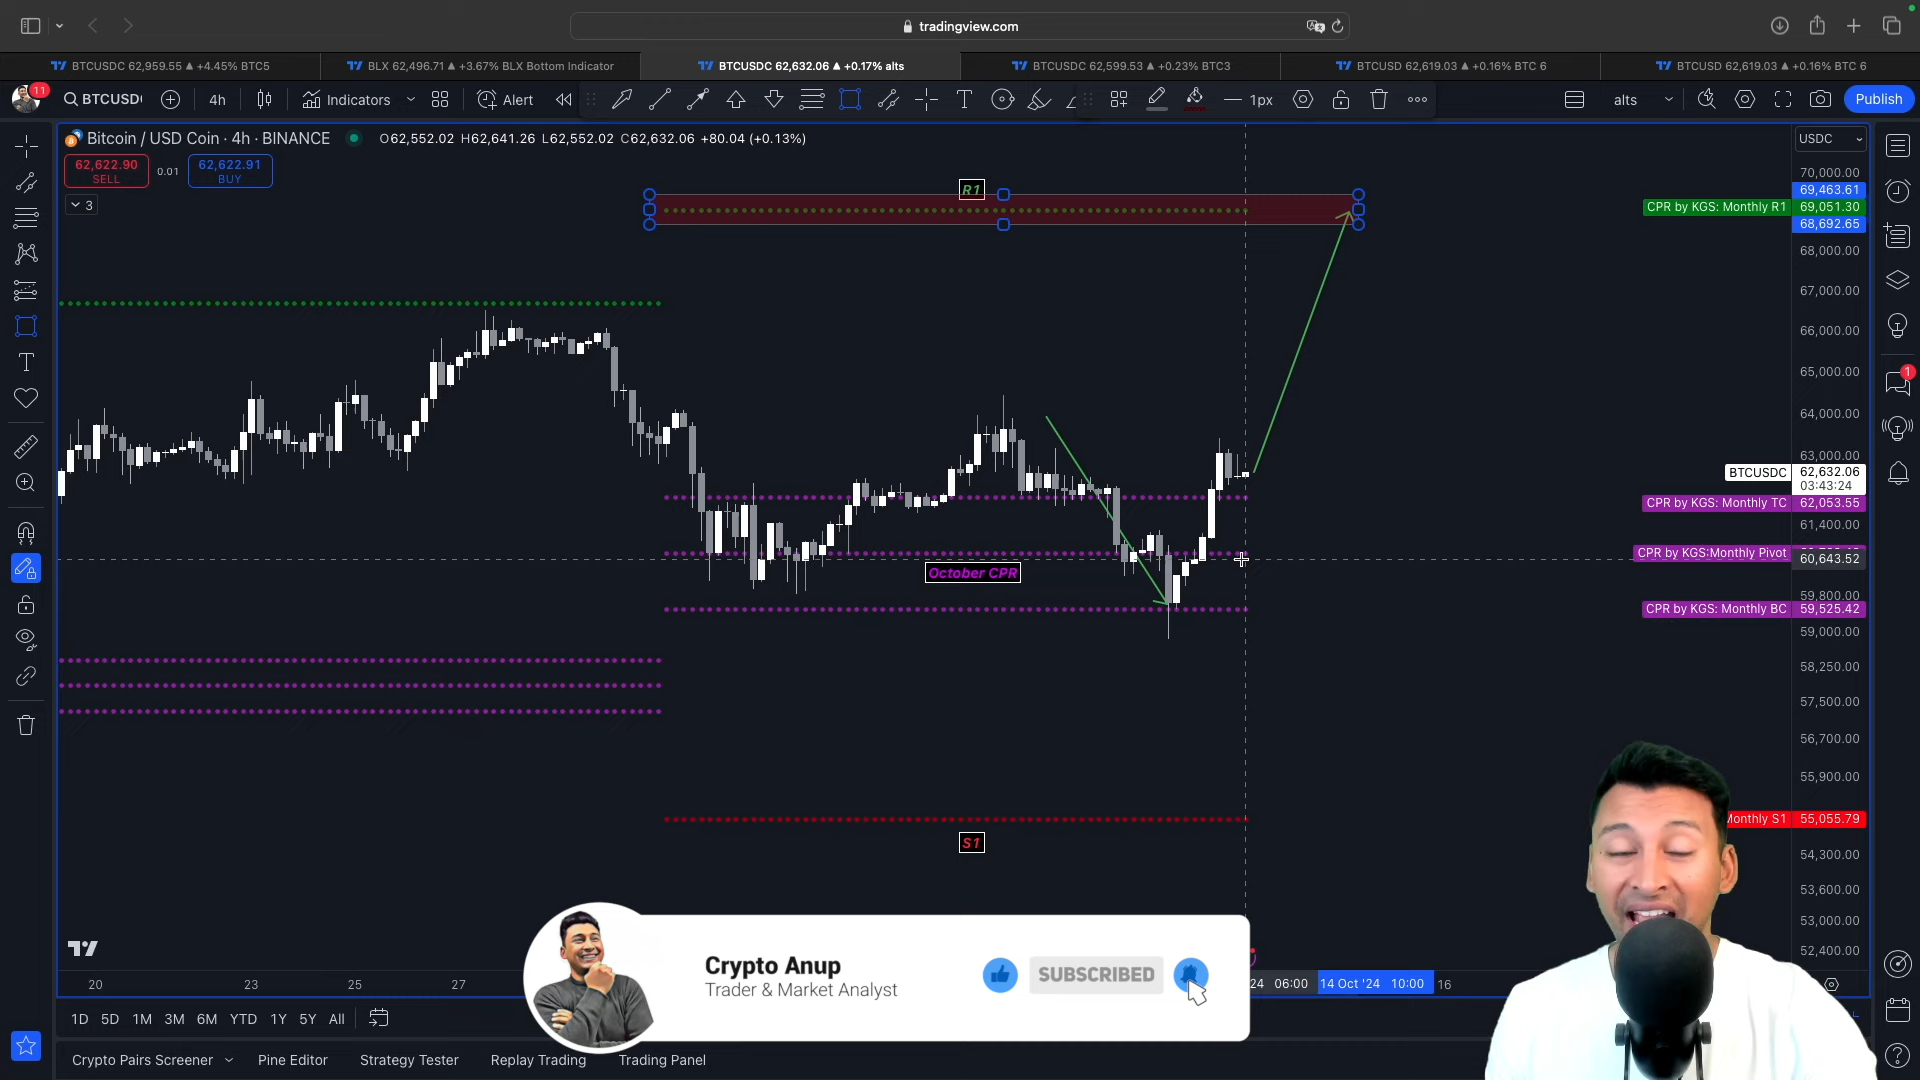 tradingview.com
BTCUSDC 62,959.55 ▲ +4.45% BTC5
BLX 62,496.71 ▲ +3.67% BLX Bottom Indicator
BTCUSDC 62,632.06 ▲ +0.17% alts
BTCUSDC 62,599.53 ▲ +0.23% BTC3
BTCUSD 62,619.03 ▲ +0.16% BTC 6
BTCUSD 62,619.03 ▲ +0.16% BTC 6
11
BTCUSD
4h
Indicators
Alert
1px
alts
Publish
Bitcoin / USD Coin · 4h · BINANCE
O62,552.02 H62,641.26 L62,552.02 C62,632.06 +80.04 (+0.13%)
USDC
62,622.90
SELL
0.01
62,622.91
BUY
3
R1
October CPR
S1
70,000.00
69,463.61
CPR by KGS: Monthly R1 69,051.30
68,692.65
68,000.00
67,000.00
66,000.00
65,000.00
64,000.00
63,000.00
BTCUSDC 62,632.06
03:43:24
CPR by KGS: Monthly TC 62,053.55
61,400.00
CPR by KGS:Monthly Pivot
60,643.52
59,800.00
CPR by KGS: Monthly BC 59,525.42
59,000.00
58,250.00
57,500.00
56,700.00
55,900.00
Monthly S1 55,055.79
54,300.00
53,600.00
53,000.00
52,400.00
1
Crypto Anup
Trader & Market Analyst
SUBSCRIBED
20
23
25
27
24 06:00
14 Oct '24 10:00
16
1D 5D 1M 3M 6M YTD 1Y 5Y All
Crypto Pairs Screener
Pine Editor
Strategy Tester
Replay Trading
Trading Panel